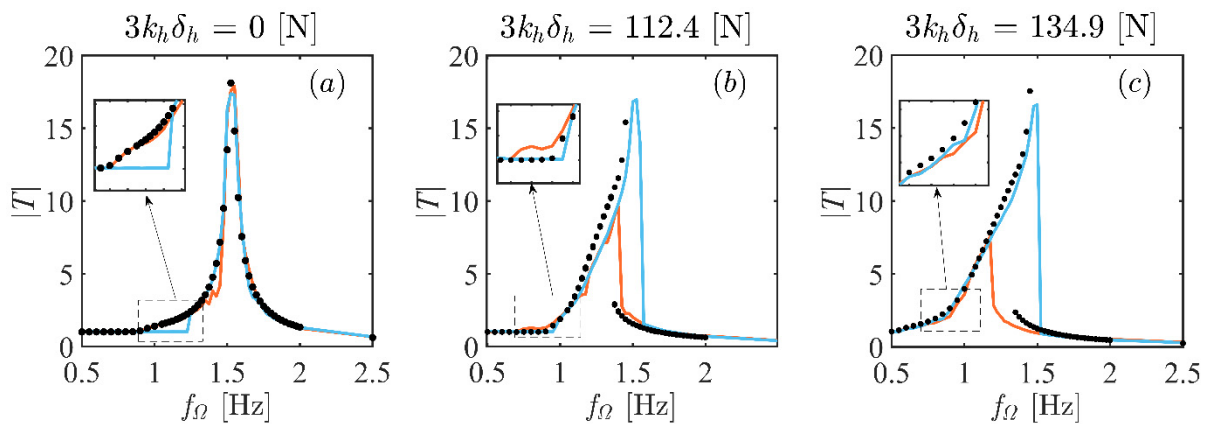 3k_hδ_h = 0 [N]
(a)
|T|
20
15
10
5
0
0.5 1 1.5 2 2.5
f_Ω [Hz]
3k_hδ_h = 112.4 [N]
(b)
|T|
20
15
10
5
0
0.5 1 1.5 2
f_Ω [Hz]
3k_hδ_h = 134.9 [N]
(c)
|T|
20
15
10
5
0
0.5 1 1.5 2 2.5
f_Ω [Hz]